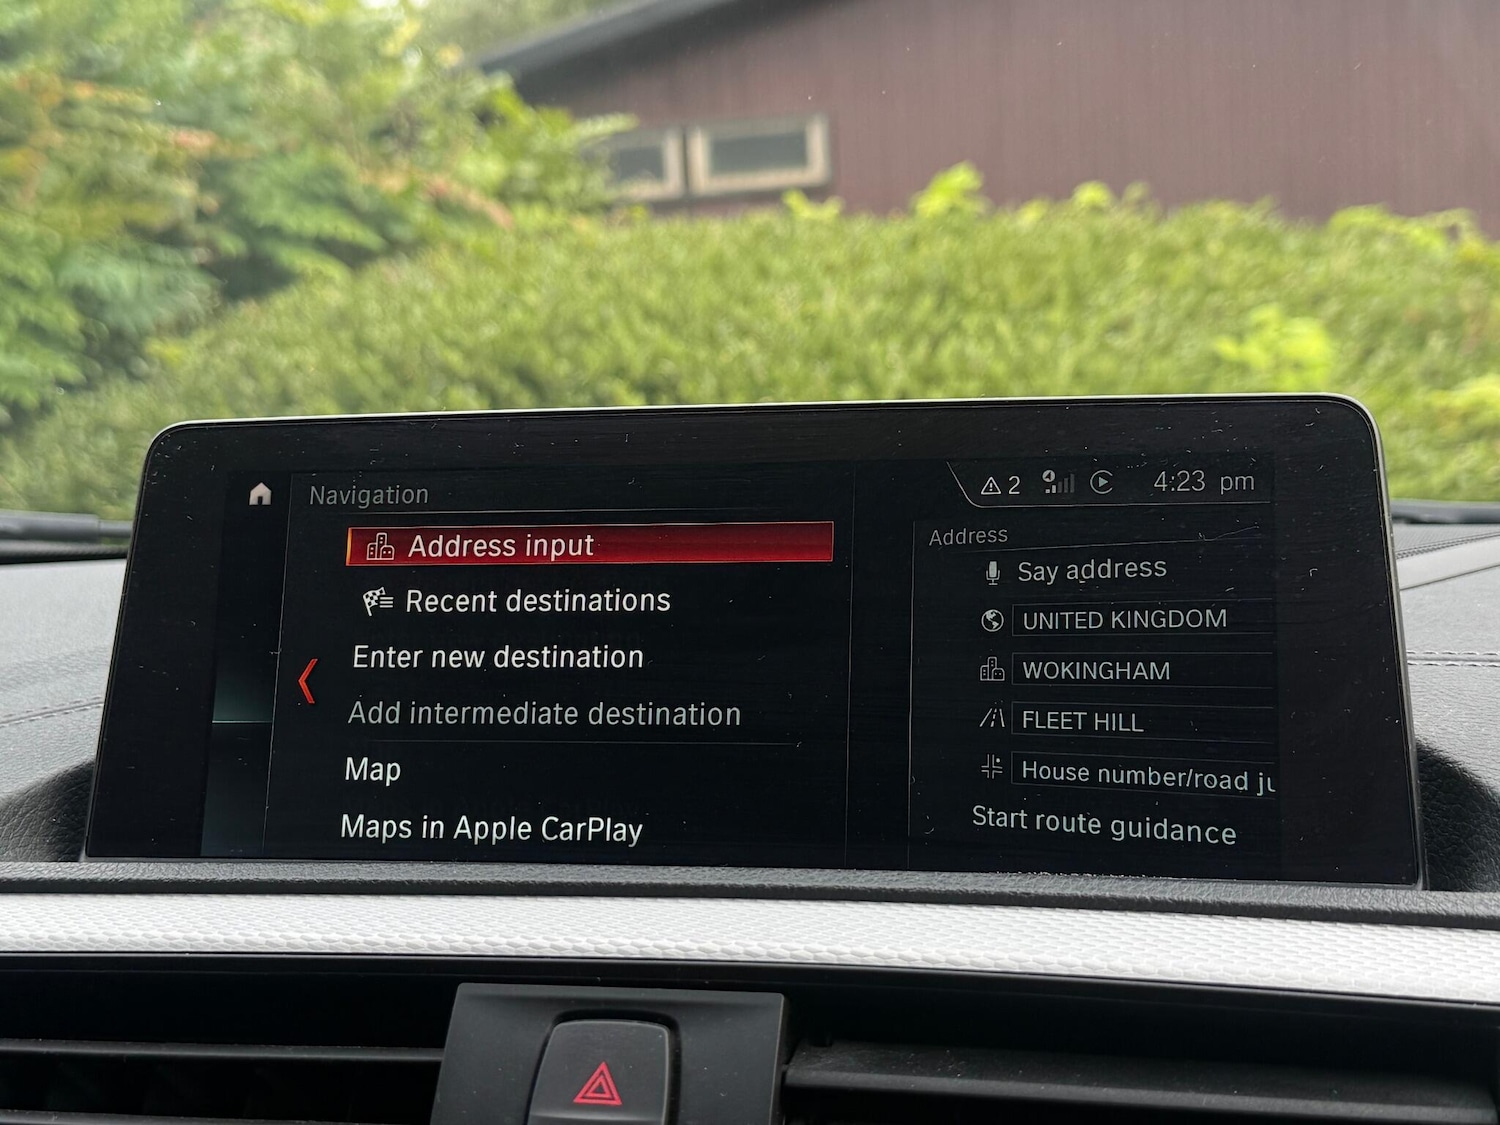 Navigation
Address input
Recent destinations
Enter new destination
Add intermediate destination
Map
Maps in Apple CarPlay
2
4:23 pm
Address
Say address
UNITED KINGDOM
WOKINGHAM
FLEET HILL
House number/road ju
Start route guidance